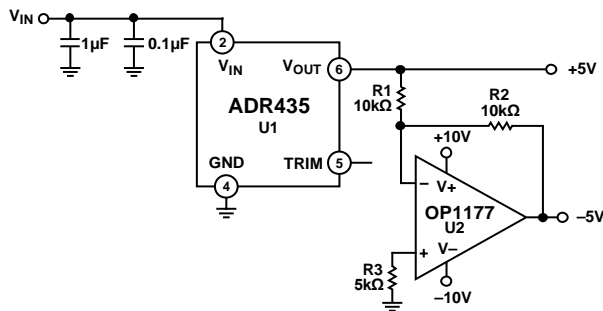 VIN
1µF
0.1µF
2
VIN
VOUT
6
+5V
ADR435
U1
R1
10kΩ
R2
10kΩ
GND
TRIM
5
4
+10V
−
V+
OP1177
U2
−5V
+
V−
R3
5kΩ
−10V